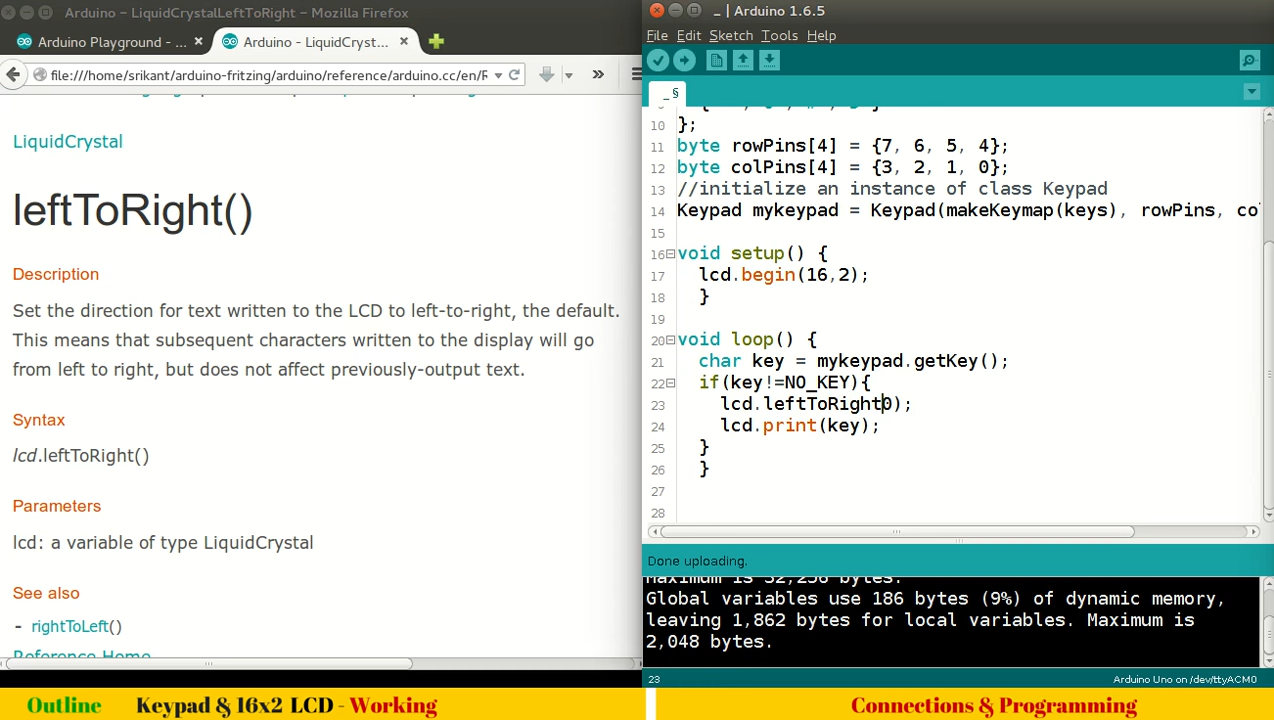 Arduino - LiquidCrystalLeftToRight - Mozilla Firefox
Arduino Playground - ...
Arduino - LiquidCryst...
file:///home/srikant/arduino-fritzing/arduino/reference/arduino.cc/en/R
LiquidCrystal
leftToRight()
Description
Set the direction for text written to the LCD to left-to-right, the default.
This means that subsequent characters written to the display will go
from left to right, but does not affect previously-output text.
Syntax
lcd.leftToRight()
Parameters
lcd: a variable of type LiquidCrystal
See also
- rightToLeft()
Reference Home
_ | Arduino 1.6.5
File Edit Sketch Tools Help
_ §
10 };
11 byte rowPins[4] = {7, 6, 5, 4};
12 byte colPins[4] = {3, 2, 1, 0};
13 //initialize an instance of class Keypad
14 Keypad mykeypad = Keypad(makeKeymap(keys), rowPins, co
15
16 void setup() {
17 lcd.begin(16,2);
18 }
19
20 void loop() {
21 char key = mykeypad.getKey();
22 if(key!=NO_KEY){
23 lcd.leftToRight0);
24 lcd.print(key);
25 }
26 }
27
28
Done uploading.
Maximum is 32,256 bytes.
Global variables use 186 bytes (9%) of dynamic memory,
leaving 1,862 bytes for local variables. Maximum is
2,048 bytes.
23
Arduino Uno on /dev/ttyACM0
Outline Keypad & 16x2 LCD - Working
Connections & Programming